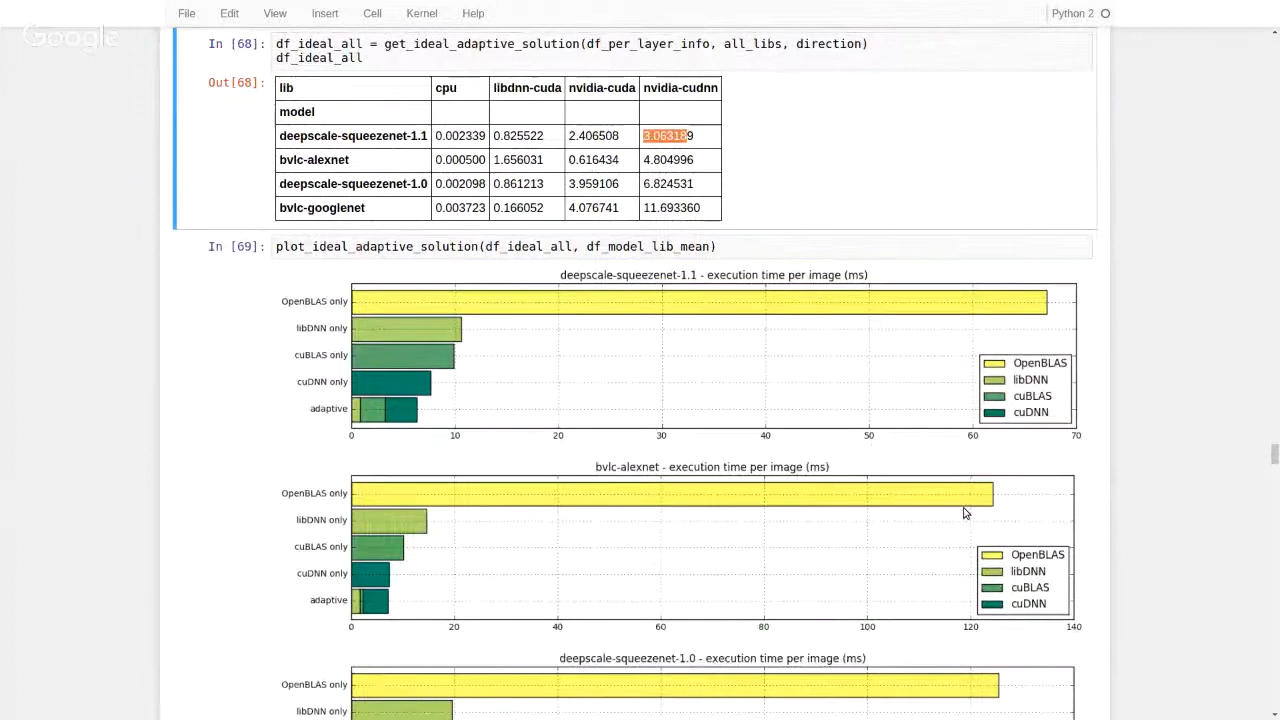 File Edit View Insert Cell Kernel Help Python 2
Google
In [68]: df_ideal_all = get_ideal_adaptive_solution(df_per_layer_info, all_libs, direction)
df_ideal_all
Out[68]:
lib cpu libdnn-cuda nvidia-cuda nvidia-cudnn
model
deepscale-squeezenet-1.1 0.002339 0.825522 2.406508 3.063189
bvlc-alexnet 0.000500 1.656031 0.616434 4.804996
deepscale-squeezenet-1.0 0.002098 0.861213 3.959106 6.824531
bvlc-googlenet 0.003723 0.166052 4.076741 11.693360
In [69]: plot_ideal_adaptive_solution(df_ideal_all, df_model_lib_mean)
deepscale-squeezenet-1.1 - execution time per image (ms)
OpenBLAS only
libDNN only
cuBLAS only
cuDNN only
adaptive
OpenBLAS
libDNN
cuBLAS
cuDNN
0 10 20 30 40 50 60 70
bvlc-alexnet - execution time per image (ms)
OpenBLAS only
libDNN only
cuBLAS only
cuDNN only
adaptive
OpenBLAS
libDNN
cuBLAS
cuDNN
0 20 40 60 80 100 120 140
deepscale-squeezenet-1.0 - execution time per image (ms)
OpenBLAS only
libDNN only